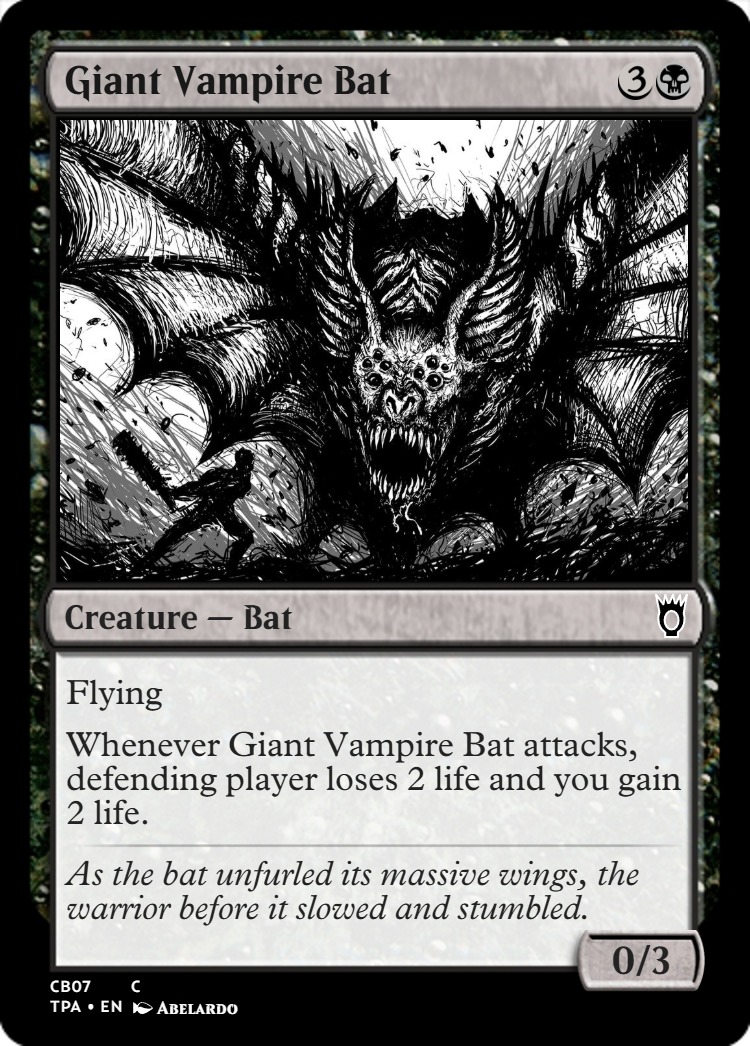 Giant Vampire Bat 3
Creature — Bat
Flying
Whenever Giant Vampire Bat attacks,
defending player loses 2 life and you gain
2 life.
As the bat unfurled its massive wings, the
warrior before it slowed and stumbled.
0/3
CB07 C
TPA • EN Abelardo